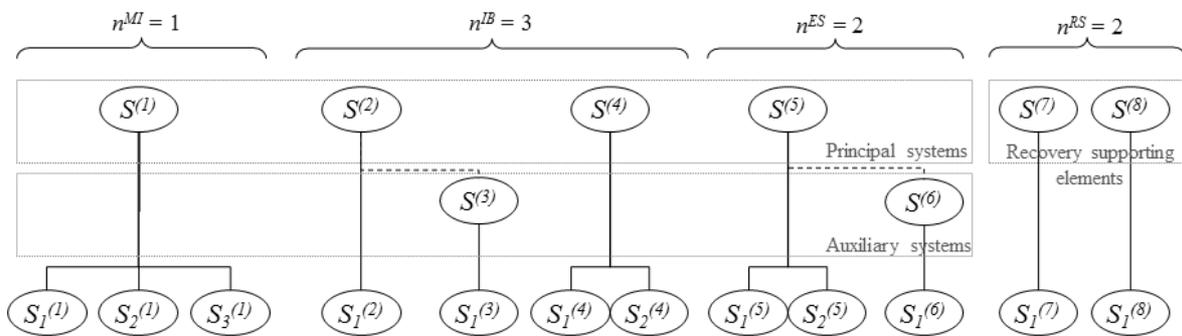 n^MI = 1 n^IB = 3 n^ES = 2 n^RS = 2
S^(1) S^(2) S^(4) S^(5) S^(7) S^(8)
Principal systems Recovery supporting
elements
S^(3) S^(6)
Auxiliary systems
S_1^(1) S_2^(1) S_3^(1) S_1^(2) S_1^(3) S_1^(4) S_2^(4) S_1^(5) S_2^(5) S_1^(6) S_1^(7) S_1^(8)